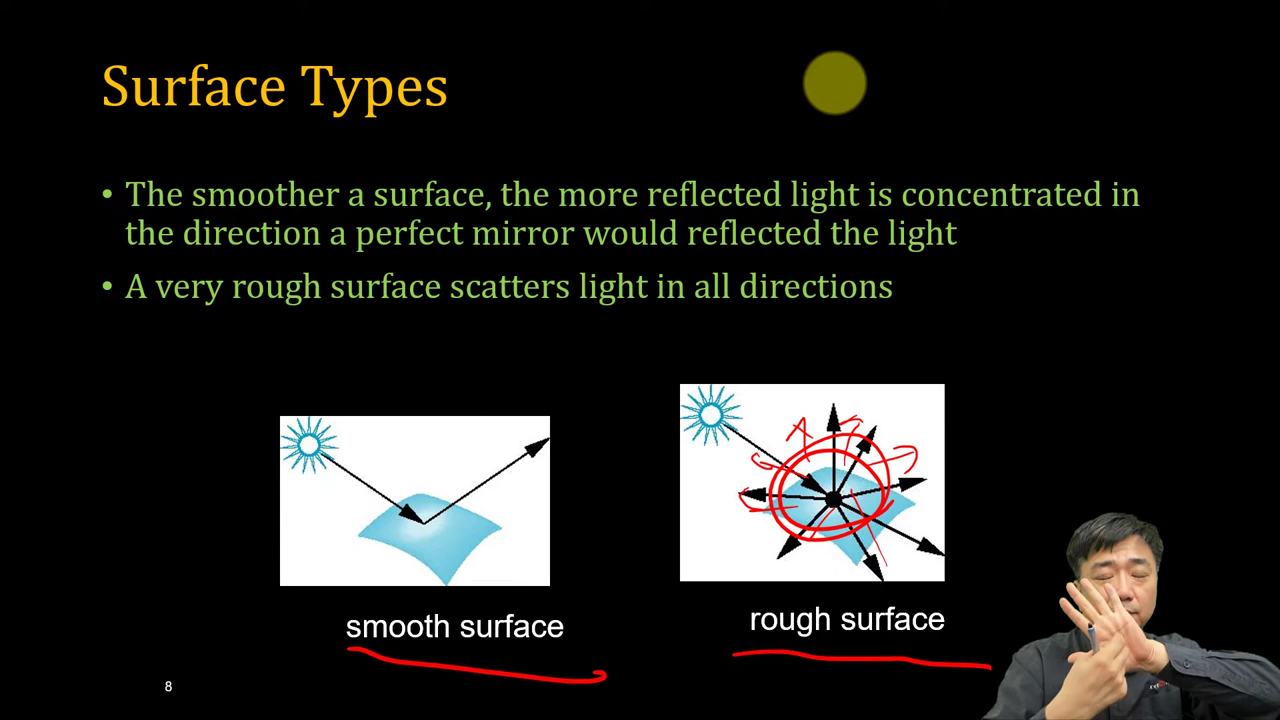 Surface Types
• The smoother a surface, the more reflected light is concentrated in
the direction a perfect mirror would reflected the light
• A very rough surface scatters light in all directions
smooth surface
rough surface
8